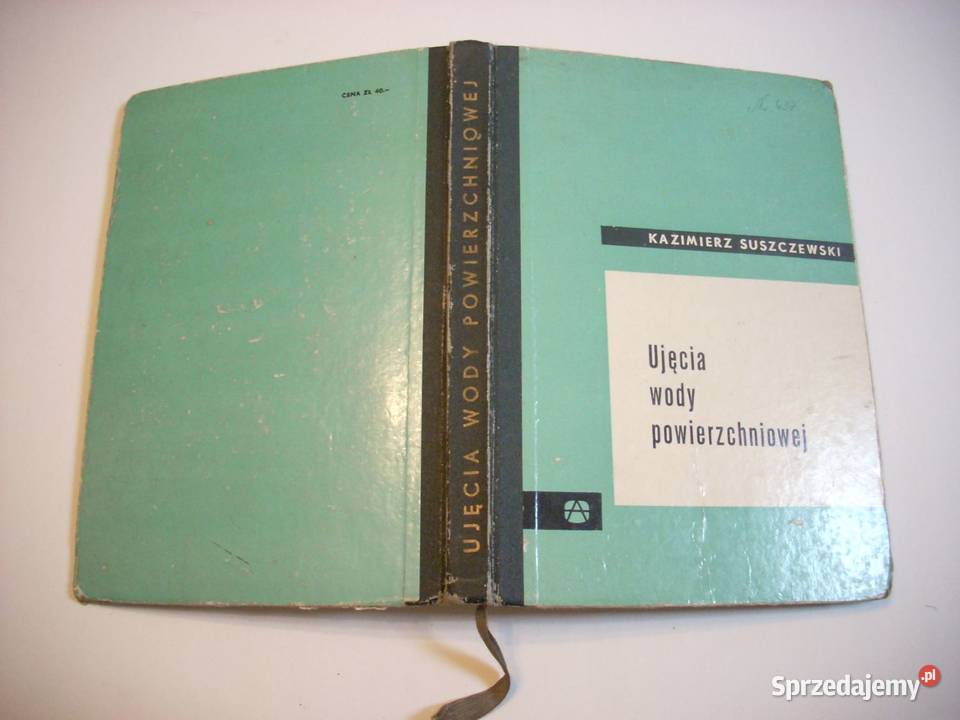 CENA ZŁ 40.—
UJĘCIA WODY POWIERZCHNIOWEJ
KAZIMIERZ SUSZCZEWSKI
Ujęcia
wody
powierzchniowej
A
Sprzedajemy.pl